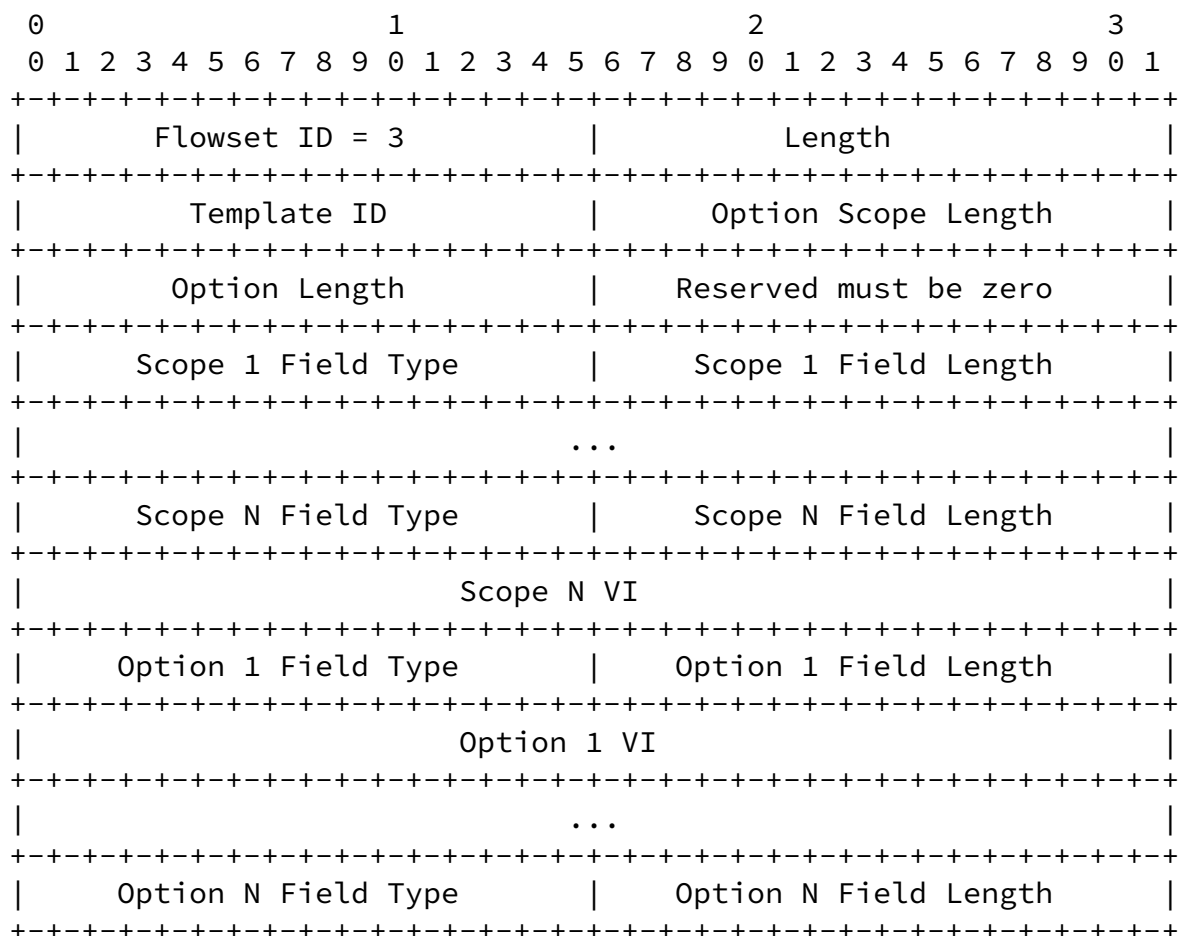 0                   1                   2                   3
 0 1 2 3 4 5 6 7 8 9 0 1 2 3 4 5 6 7 8 9 0 1 2 3 4 5 6 7 8 9 0 1
+-+-+-+-+-+-+-+-+-+-+-+-+-+-+-+-+-+-+-+-+-+-+-+-+-+-+-+-+-+-+-+-+
|       Flowset ID = 3          |          Length               |
+-+-+-+-+-+-+-+-+-+-+-+-+-+-+-+-+-+-+-+-+-+-+-+-+-+-+-+-+-+-+-+-+
|         Template ID           |      Option Scope Length      |
+-+-+-+-+-+-+-+-+-+-+-+-+-+-+-+-+-+-+-+-+-+-+-+-+-+-+-+-+-+-+-+-+
|        Option Length          |    Reserved must be zero      |
+-+-+-+-+-+-+-+-+-+-+-+-+-+-+-+-+-+-+-+-+-+-+-+-+-+-+-+-+-+-+-+-+
|      Scope 1 Field Type       |     Scope 1 Field Length      |
+-+-+-+-+-+-+-+-+-+-+-+-+-+-+-+-+-+-+-+-+-+-+-+-+-+-+-+-+-+-+-+-+
|                              ...                              |
+-+-+-+-+-+-+-+-+-+-+-+-+-+-+-+-+-+-+-+-+-+-+-+-+-+-+-+-+-+-+-+-+
|      Scope N Field Type       |     Scope N Field Length      |
+-+-+-+-+-+-+-+-+-+-+-+-+-+-+-+-+-+-+-+-+-+-+-+-+-+-+-+-+-+-+-+-+
|                        Scope N VI                             |
+-+-+-+-+-+-+-+-+-+-+-+-+-+-+-+-+-+-+-+-+-+-+-+-+-+-+-+-+-+-+-+-+
|     Option 1 Field Type       |    Option 1 Field Length      |
+-+-+-+-+-+-+-+-+-+-+-+-+-+-+-+-+-+-+-+-+-+-+-+-+-+-+-+-+-+-+-+-+
|                        Option 1 VI                            |
+-+-+-+-+-+-+-+-+-+-+-+-+-+-+-+-+-+-+-+-+-+-+-+-+-+-+-+-+-+-+-+-+
|                              ...                              |
+-+-+-+-+-+-+-+-+-+-+-+-+-+-+-+-+-+-+-+-+-+-+-+-+-+-+-+-+-+-+-+-+
|     Option N Field Type       |    Option N Field Length      |
+-+-+-+-+-+-+-+-+-+-+-+-+-+-+-+-+-+-+-+-+-+-+-+-+-+-+-+-+-+-+-+-+